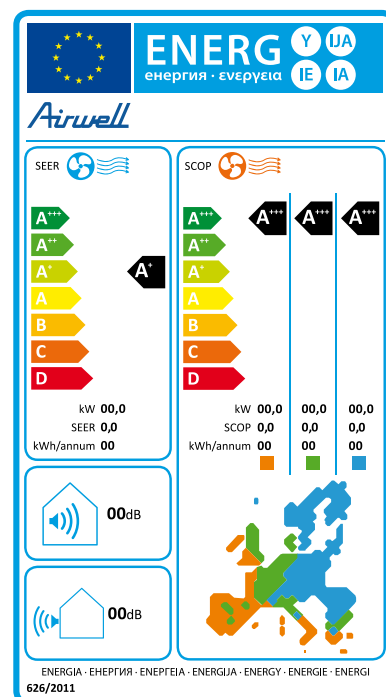 ENERG
Y IJA
IE IA
енергия · ενεργεια
Airwell
SEER
SCOP
A+++
A++
A+
A
B
C
D
A+
A+++
A++
A+
A
B
C
D
A+++ A+++ A+++
kW 00,0
SEER 0,0
kWh/annum 00
kW 00,0 00,0 00,0
SCOP 0,0 0,0 0,0
kWh/annum 00 00 00
00dB
00dB
ENERGIA · ЕНЕРГИЯ · ΕΝΕΡΓΕΙΑ · ENERGIJA · ENERGY · ENERGIE · ENERGI
626/2011